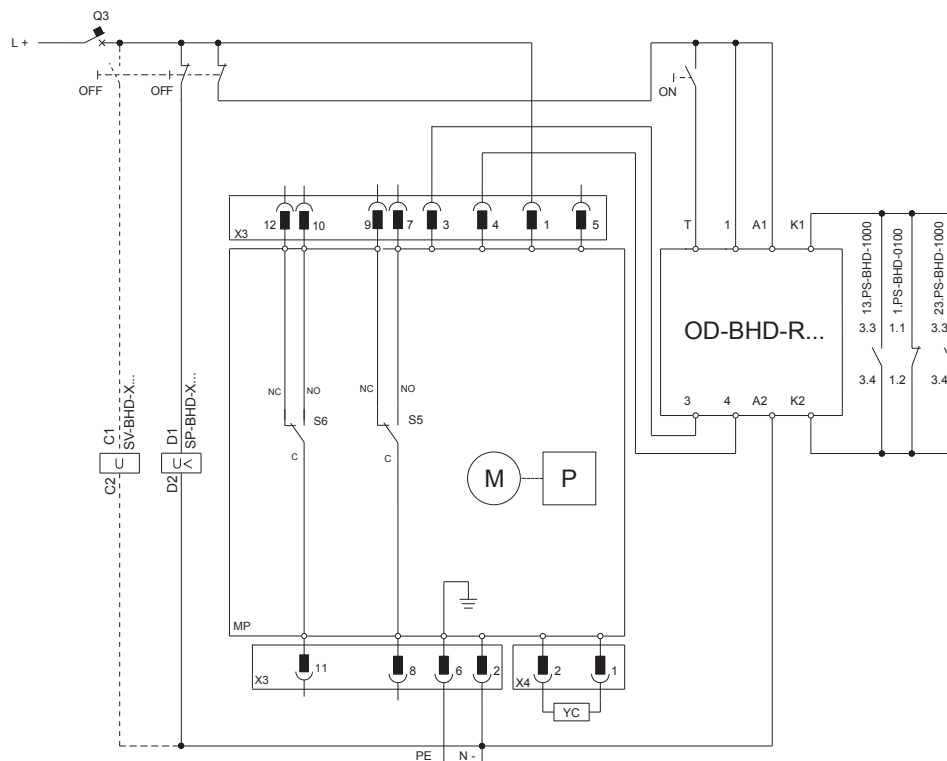 Q3
L +
OFF
OFF
ON
12
10
9
7
3
4
1
5
X3
T
1
A1
K1
13.PS-BHD-1000
1.PS-BHD-0100
23.PS-BHD-1000
OD-BHD-R...
3.3
1.1
3.3
3.4
1.2
3.4
3
4
A2
K2
NC
NO
NC
NO
S6
S5
C
C
C1
SV-BHD-X...
D1
SP-BHD-X...
U
U<
C2
D2
M
P
MP
11
8
6
2
2
1
X3
X4
YC
PE
N -